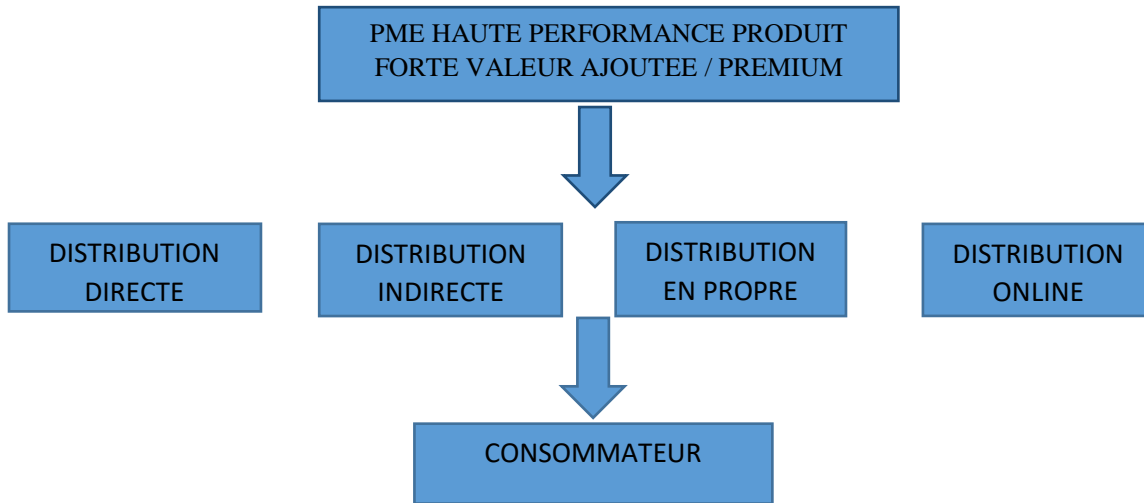 PME HAUTE PERFORMANCE PRODUIT
FORTE VALEUR AJOUTEE / PREMIUM
DISTRIBUTION
DIRECTE
DISTRIBUTION
INDIRECTE
DISTRIBUTION
EN PROPRE
DISTRIBUTION
ONLINE
CONSOMMATEUR